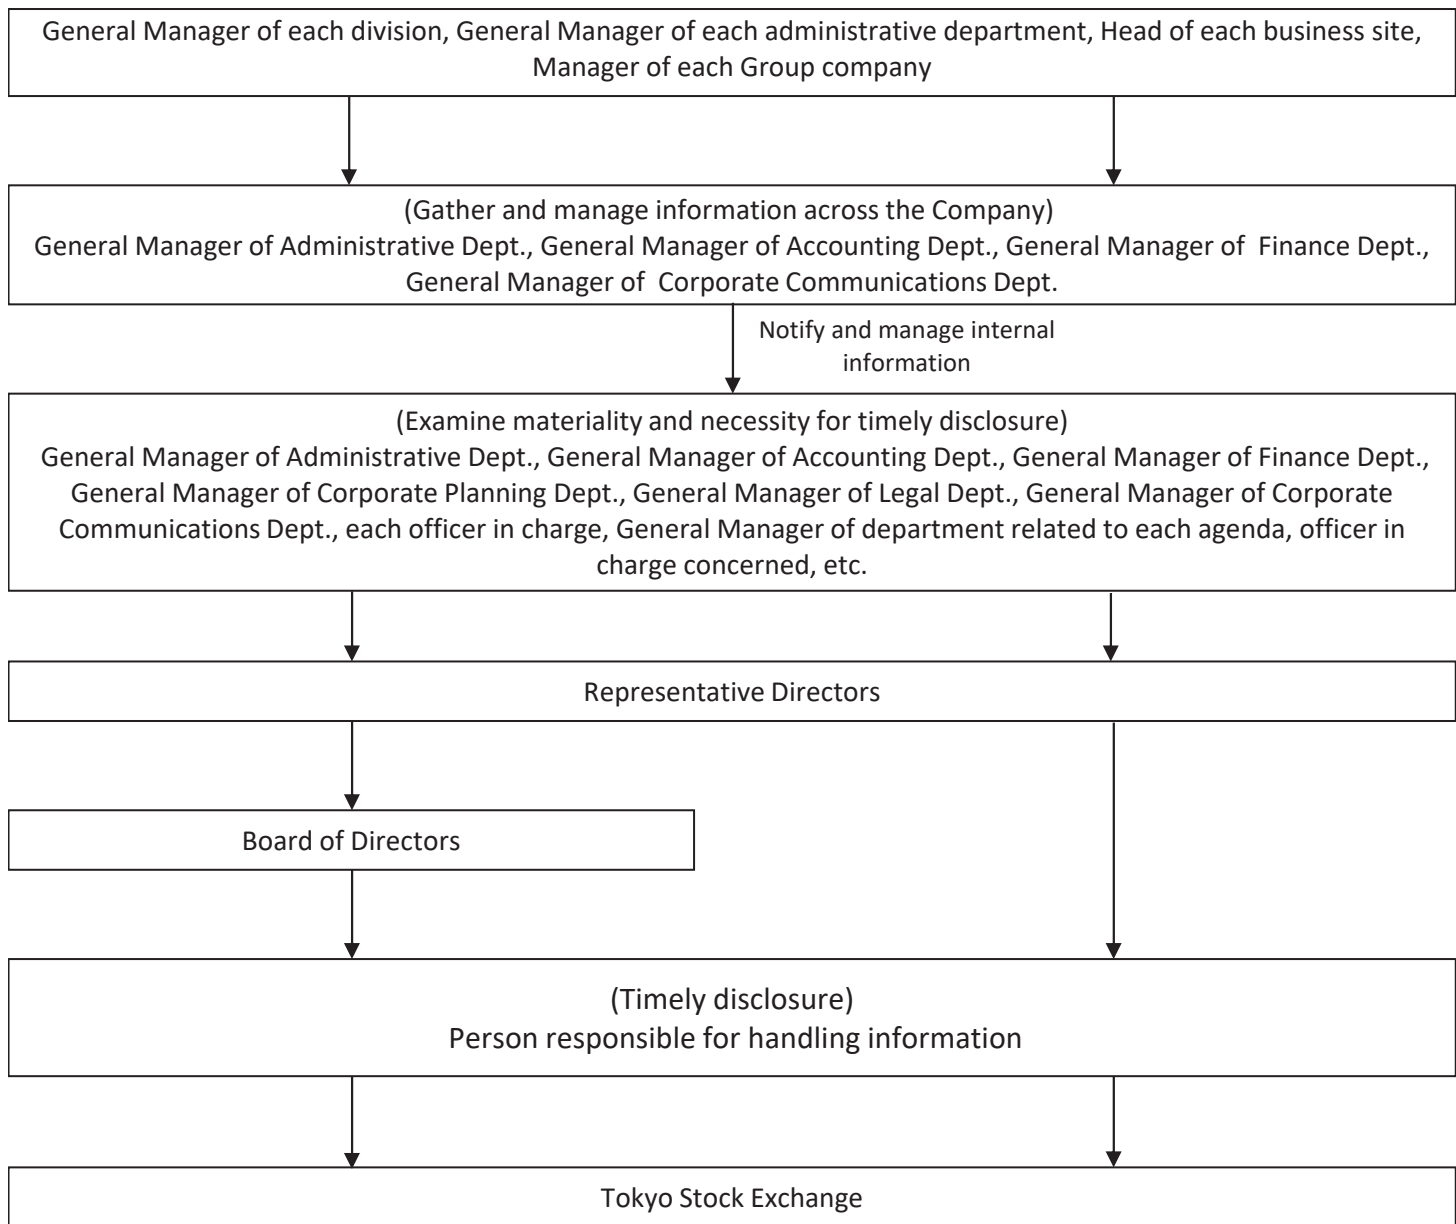 General Manager of each division, General Manager of each administrative department, Head of each business site,
Manager of each Group company
(Gather and manage information across the Company)
General Manager of Administrative Dept., General Manager of Accounting Dept., General Manager of  Finance Dept.,
General Manager of  Corporate Communications Dept.
Notify and manage internal
information
(Examine materiality and necessity for timely disclosure)
General Manager of Administrative Dept., General Manager of Accounting Dept., General Manager of Finance Dept.,
General Manager of Corporate Planning Dept., General Manager of Legal Dept., General Manager of Corporate
Communications Dept., each officer in charge, General Manager of department related to each agenda, officer in
charge concerned, etc.
Representative Directors
Board of Directors
(Timely disclosure)
Person responsible for handling information
Tokyo Stock Exchange